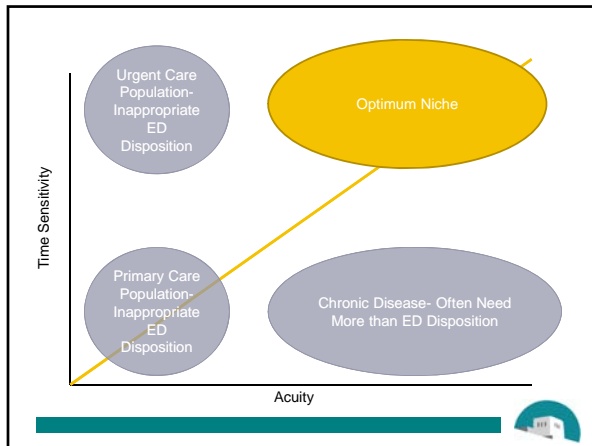 Urgent Care
Population-
Inappropriate
ED
Disposition
Optimum Niche
Time Sensitivity
Primary Care
Population-
Inappropriate
ED
Disposition
Chronic Disease- Often Need
More than ED Disposition
Acuity